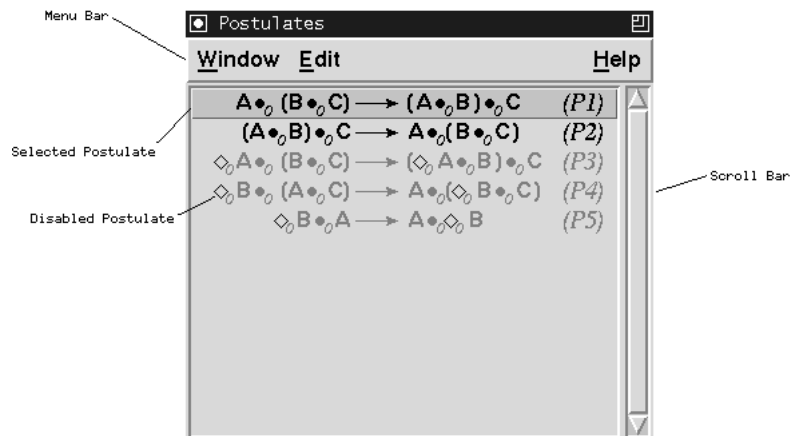 Menu Bar
Postulates
Window Edit Help
A•₀(B•₀C) → (A•₀B)•₀C (P1)
(A•₀B)•₀C → A•₀(B•₀C) (P2)
Selected Postulate
◇₀A•₀(B•₀C) → (◇₀A•₀B)•₀C (P3)
Scroll Bar
◇₀B•₀(A•₀C) → A•₀(◇₀B•₀C) (P4)
Disabled Postulate
◇₀B•₀A → A•₀◇₀B (P5)